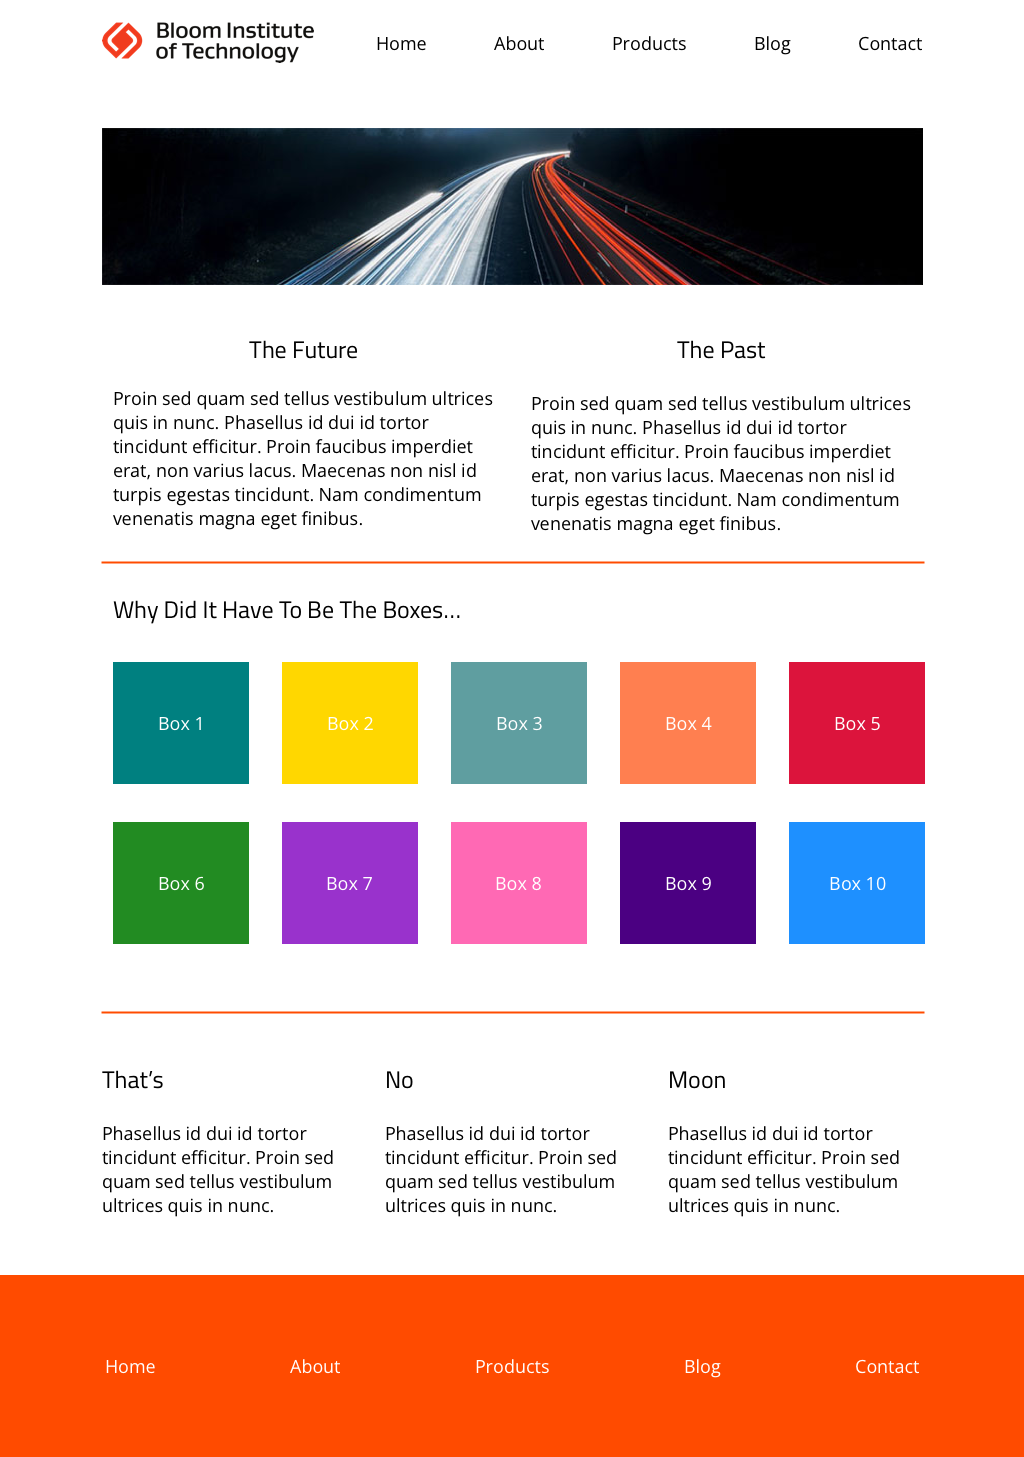 Bloom Institute
of Technology
Home
About
Products
Blog
Contact
The Future
Proin sed quam sed tellus vestibulum ultrices
quis in nunc. Phasellus id dui id tortor
tincidunt efficitur. Proin faucibus imperdiet
erat, non varius lacus. Maecenas non nisl id
turpis egestas tincidunt. Nam condimentum
venenatis magna eget finibus.
The Past
Proin sed quam sed tellus vestibulum ultrices
quis in nunc. Phasellus id dui id tortor
tincidunt efficitur. Proin faucibus imperdiet
erat, non varius lacus. Maecenas non nisl id
turpis egestas tincidunt. Nam condimentum
venenatis magna eget finibus.
Why Did It Have To Be The Boxes...
Box 1
Box 2
Box 3
Box 4
Box 5
Box 6
Box 7
Box 8
Box 9
Box 10
That’s
Phasellus id dui id tortor
tincidunt efficitur. Proin sed
quam sed tellus vestibulum
ultrices quis in nunc.
No
Phasellus id dui id tortor
tincidunt efficitur. Proin sed
quam sed tellus vestibulum
ultrices quis in nunc.
Moon
Phasellus id dui id tortor
tincidunt efficitur. Proin sed
quam sed tellus vestibulum
ultrices quis in nunc.
Home
About
Products
Blog
Contact